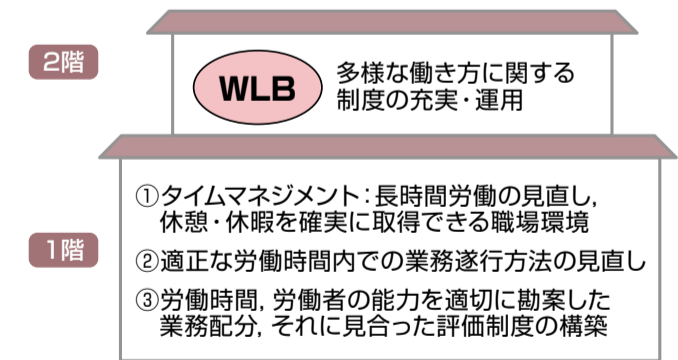 2階
WLB
多様な働き方に関する
制度の充実・運用
1階
①タイムマネジメント：長時間労働の見直し，
休憩・休暇を確実に取得できる職場環境
②適正な労働時間内での業務遂行方法の見直し
③労働時間，労働者の能力を適切に勘案した
業務配分，それに見合った評価制度の構築